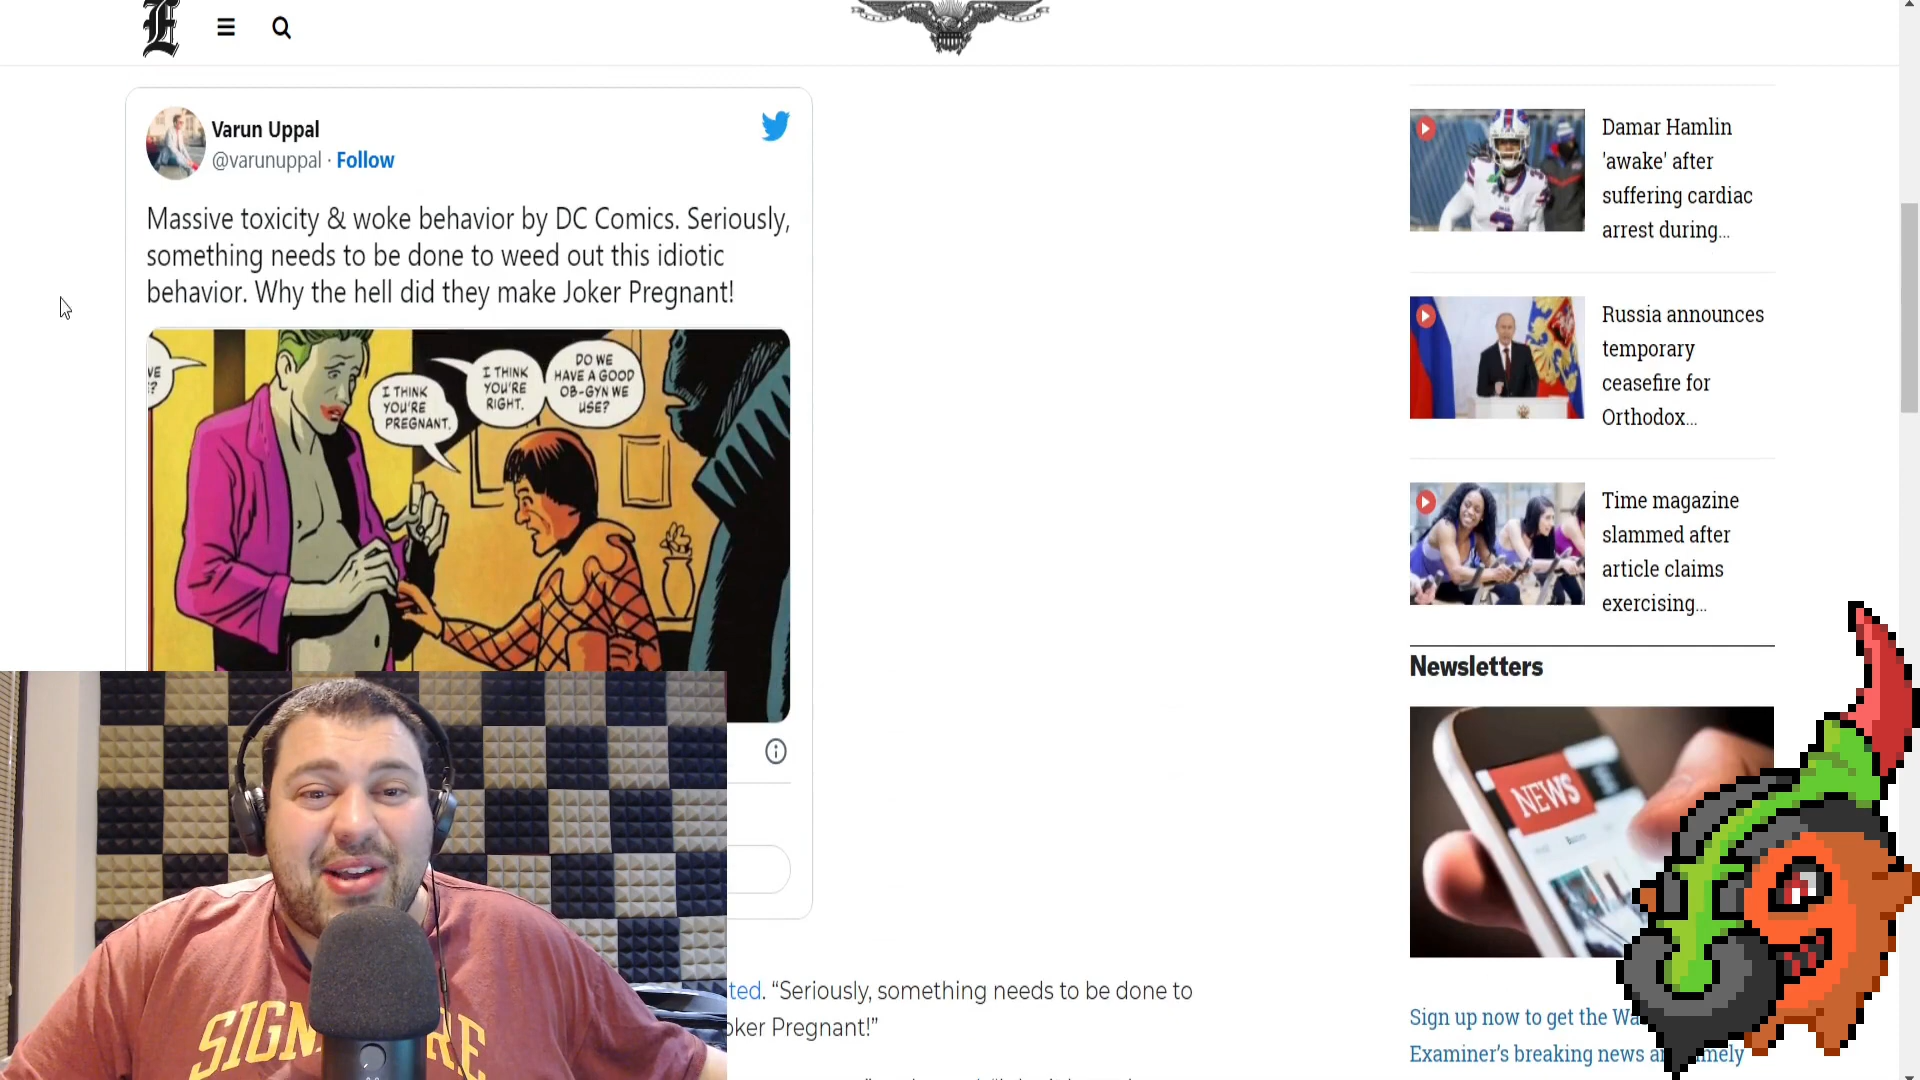 Varun Uppal
@varunuppal · Follow
Massive toxicity & woke behavior by DC Comics. Seriously,
something needs to be done to weed out this idiotic
behavior. Why the hell did they make Joker Pregnant!
I THINK
YOU'RE
PREGNANT.
I THINK
YOU'RE
RIGHT.
DO WE
HAVE A GOOD
OB-GYN WE
USE?
ted. “Seriously, something needs to be done to
oker Pregnant!”
Damar Hamlin
'awake' after
suffering cardiac
arrest during...
Russia announces
temporary
ceasefire for
Orthodox...
Time magazine
slammed after
article claims
exercising...
Newsletters
NEWS
Sign up now to get the Wa
Examiner’s breaking news